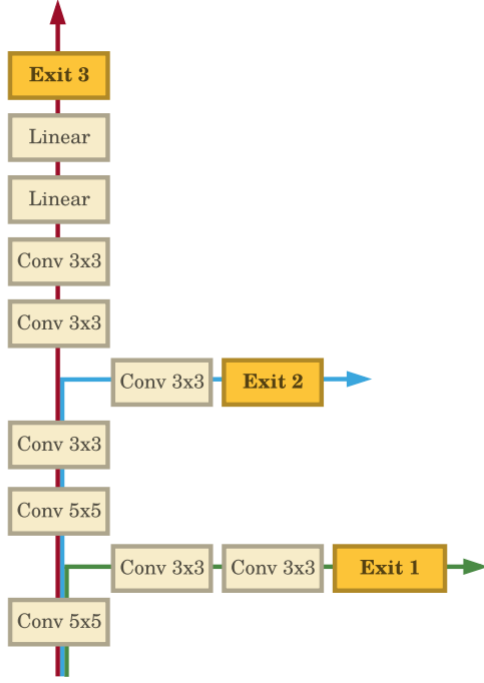 Exit 3
Linear
Linear
Conv 3x3
Conv 3x3
Conv 3x3
Exit 2
Conv 3x3
Conv 5x5
Conv 3x3
Conv 3x3
Exit 1
Conv 5x5